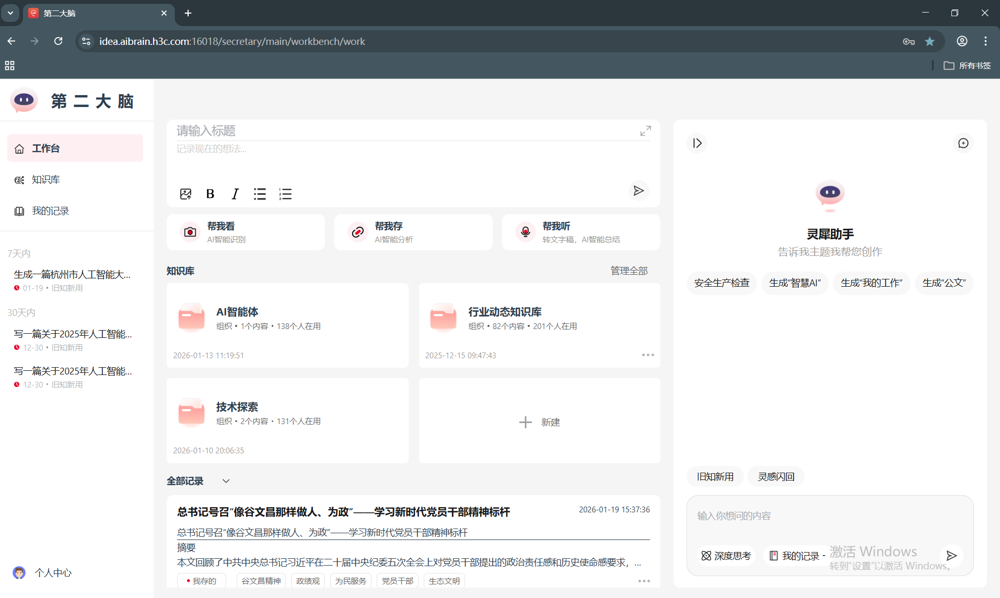 第二大脑
idea.aibrain.h3c.com:16018/secretary/main/workbench/work
所有书签
第二大脑
工作台
知识库
我的记录
7天内
生成一篇杭州市人工智能大...
01-19 • 旧知新用
30天内
写一篇关于2025年人工智能...
12-30 • 旧知新用
写一篇关于2025年人工智能...
12-30 • 旧知新用
个人中心
请输入标题
记录现在的想法...
帮我看
AI智能识别
帮我存
AI智能分析
帮我听
转文字稿，AI智能总结
知识库
管理全部
AI智能体
组织 • 1个内容 • 138个人在用
2026-01-13 11:19:51
行业动态知识库
组织 • 82个内容 • 201个人在用
2025-12-15 09:47:43
技术探索
组织 • 2个内容 • 131个人在用
2026-01-10 20:06:35
新建
全部记录
总书记号召“像谷文昌那样做人、为政”——学习新时代党员干部精神标杆
2026-01-19 15:37:36
总书记号召“像谷文昌那样做人、为政”——学习新时代党员干部精神标杆
摘要
本文回顾了中共中央总书记习近平在二十届中央纪委五次全会上对党员干部提出的政治责任感和历史使命感要求，...
• 我存的 谷文昌精神 政绩观 为民服务 党员干部 生态文明
灵犀助手
告诉我主题我帮您创作
安全生产检查 生成“智慧AI” 生成“我的工作” 生成“公文”
旧知新用 灵感闪回
输入你想问的内容
深度思考 我的记录
激活 Windows
转到“设置”以激活 Windows。